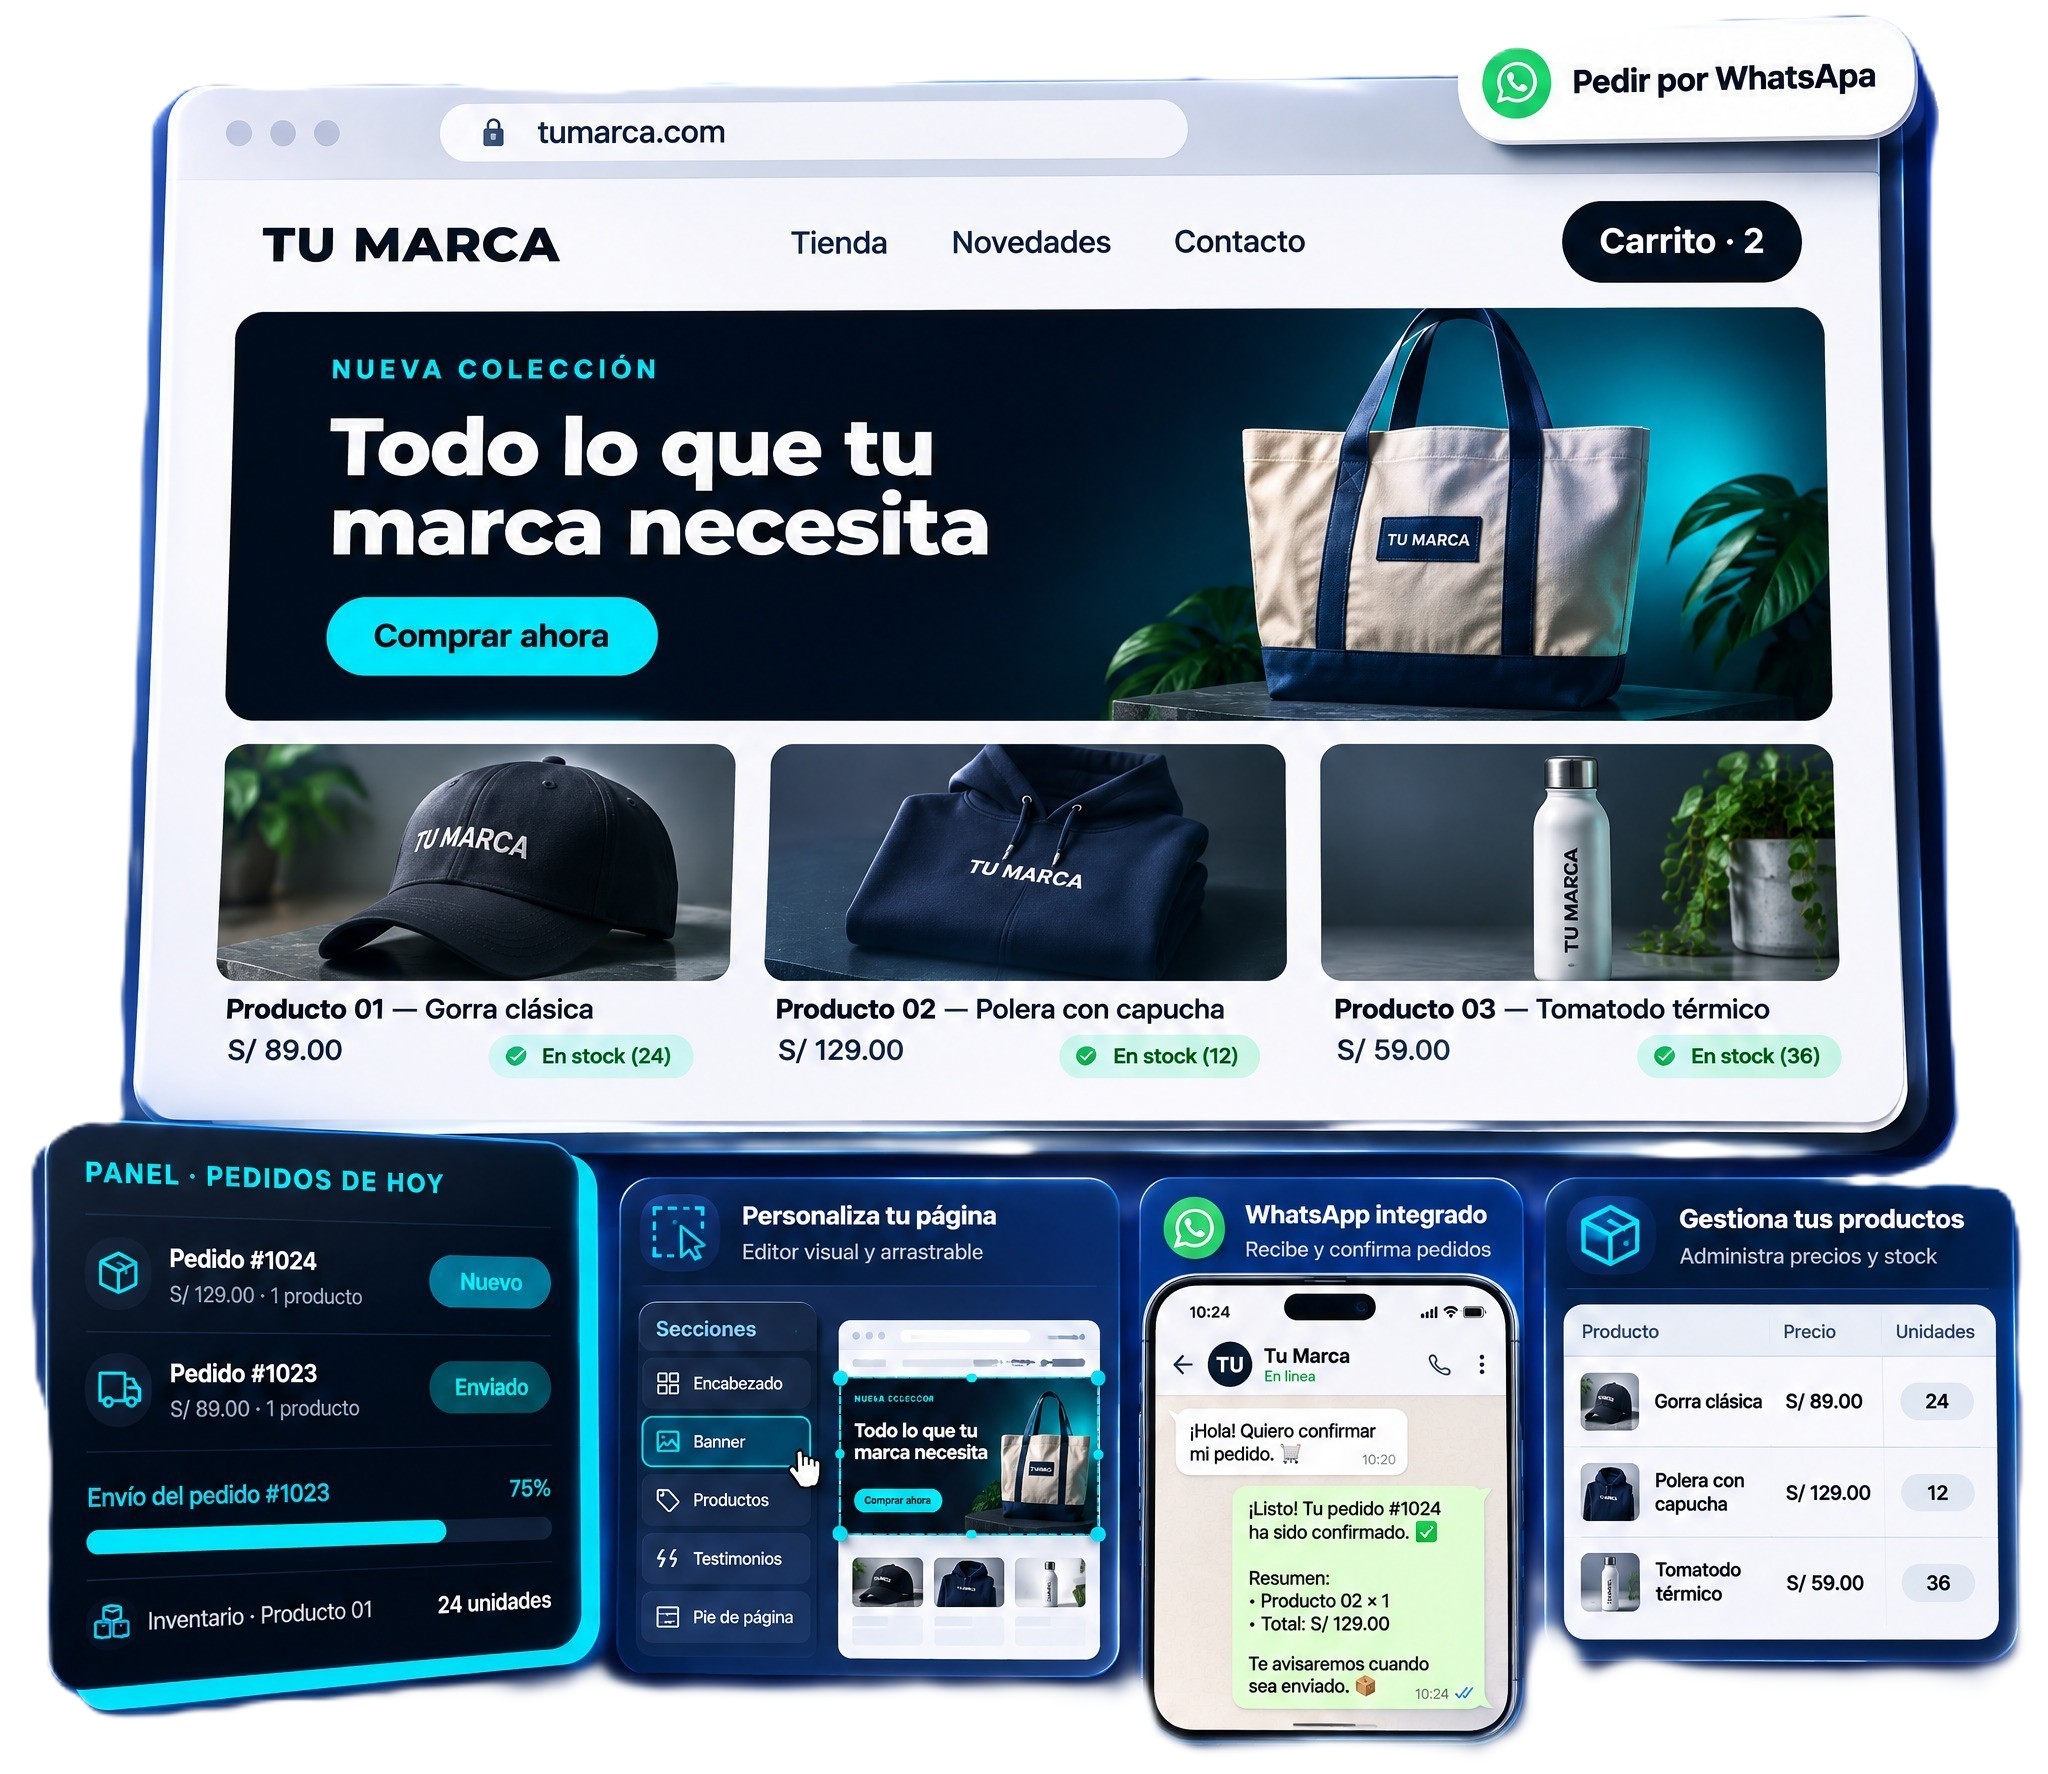 Pedir por WhatsApa
tumarca.com
TU MARCA
Tienda
Novedades
Contacto
Carrito · 2
NUEVA COLECCIÓN
Todo lo que tu
marca necesita
Comprar ahora
TU MARCA
TU MARCA
TU MARCA
TU MARCA
Producto 01 — Gorra clásica
S/ 89.00
En stock (24)
Producto 02 — Polera con capucha
S/ 129.00
En stock (12)
Producto 03 — Tomatodo térmico
S/ 59.00
En stock (36)
PANEL · PEDIDOS DE HOY
Pedido #1024
S/ 129.00 · 1 producto
Nuevo
Pedido #1023
S/ 89.00 · 1 producto
Enviado
Envío del pedido #1023
75%
Inventario · Producto 01
24 unidades
Personaliza tu página
Editor visual y arrastrable
Secciones
Encabezado
Banner
Productos
Testimonios
Pie de página
Todo lo que tu
marca necesita
Comprar ahora
WhatsApp integrado
Recibe y confirma pedidos
10:24
TU
Tu Marca
En linea
¡Hola! Quiero confirmar
mi pedido. 🛒
10:20
¡Listo! Tu pedido #1024
ha sido confirmado. ✅
Resumen:
• Producto 02 × 1
• Total: S/ 129.00
Te avisaremos cuando
sea enviado. 📦
10:24
Gestiona tus productos
Administra precios y stock
Producto
Precio
Unidades
Gorra clásica
S/ 89.00
24
Polera con
capucha
S/ 129.00
12
Tomatodo
térmico
S/ 59.00
36